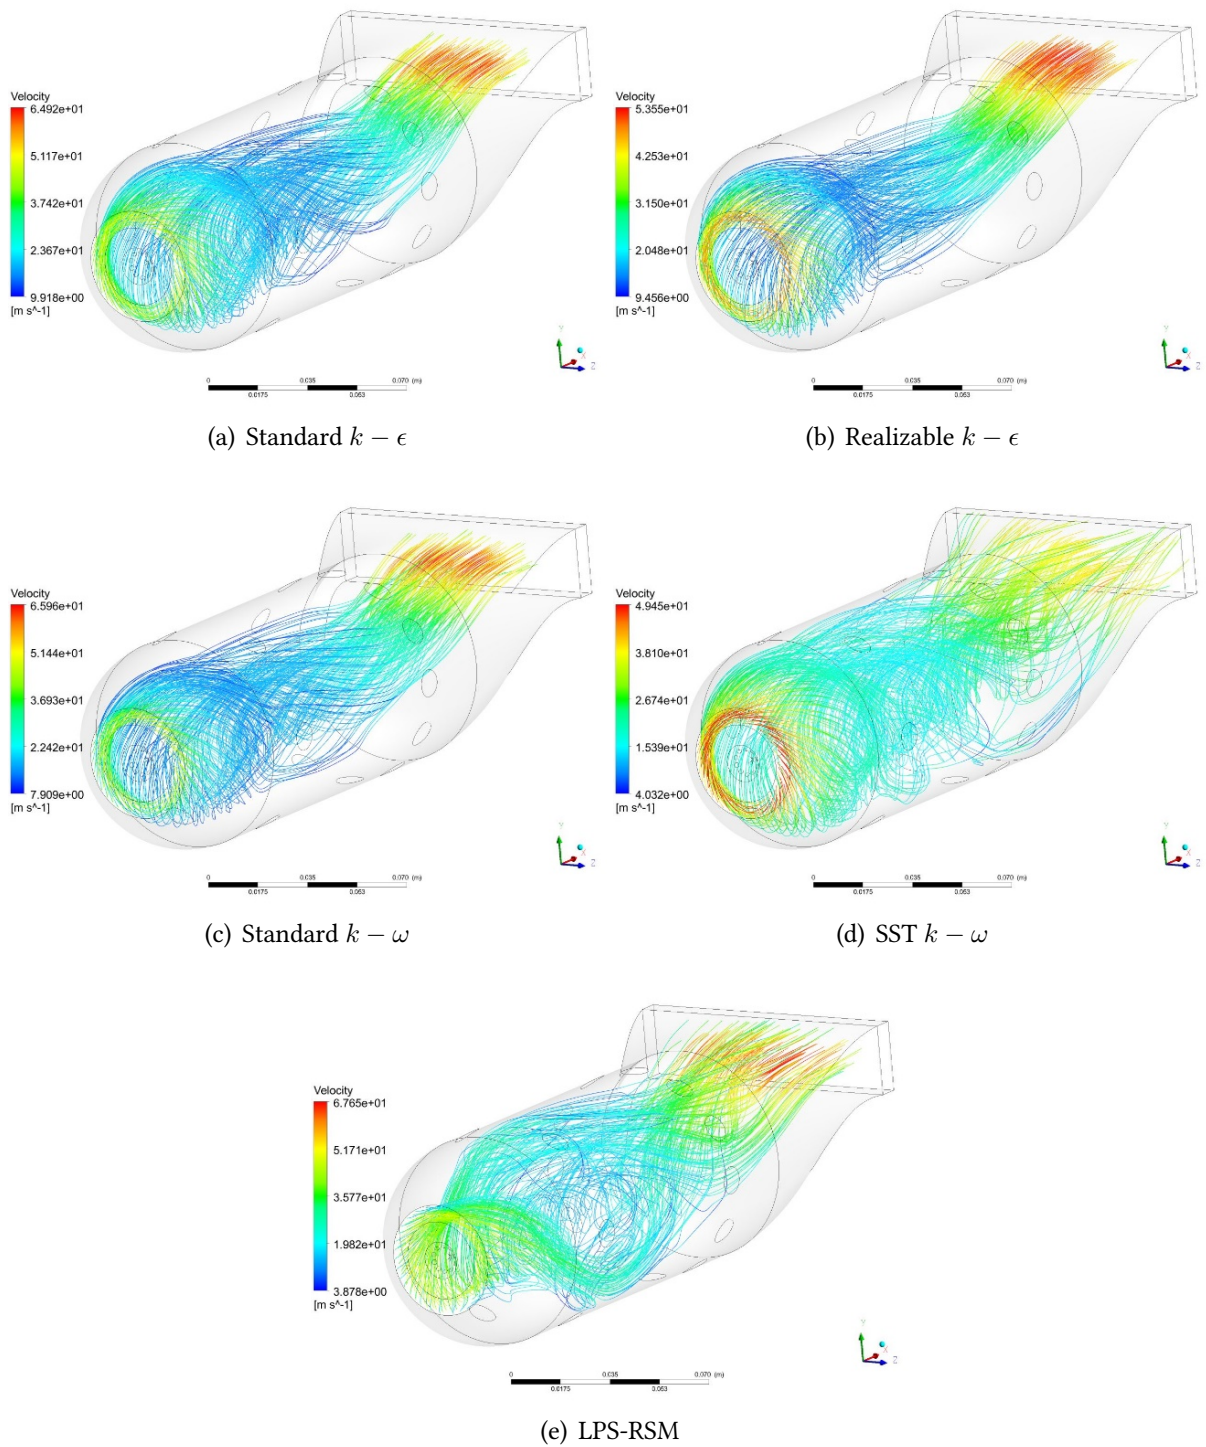 Velocity
6.492e+01
5.117e+01
3.742e+01
2.367e+01
9.918e+00
[m s^-1]
Y
X
Z
0 0.035 0.070 (m)
0.0175 0.053
(a) Standard k − ϵ
Velocity
5.355e+01
4.253e+01
3.150e+01
2.048e+01
9.456e+00
[m s^-1]
Y
X
Z
0 0.035 0.070 (m)
0.0175 0.053
(b) Realizable k − ϵ
Velocity
6.596e+01
5.144e+01
3.693e+01
2.242e+01
7.909e+00
[m s^-1]
Y
X
Z
0 0.035 0.070 (m)
0.0175 0.053
(c) Standard k − ω
Velocity
4.945e+01
3.810e+01
2.674e+01
1.539e+01
4.032e+00
[m s^-1]
Y
X
Z
0 0.035 0.070 (m)
0.0175 0.053
(d) SST k − ω
Velocity
6.765e+01
5.171e+01
3.577e+01
1.982e+01
3.878e+00
[m s^-1]
Y
X
Z
0 0.035 0.070 (m)
0.0175 0.053
(e) LPS-RSM